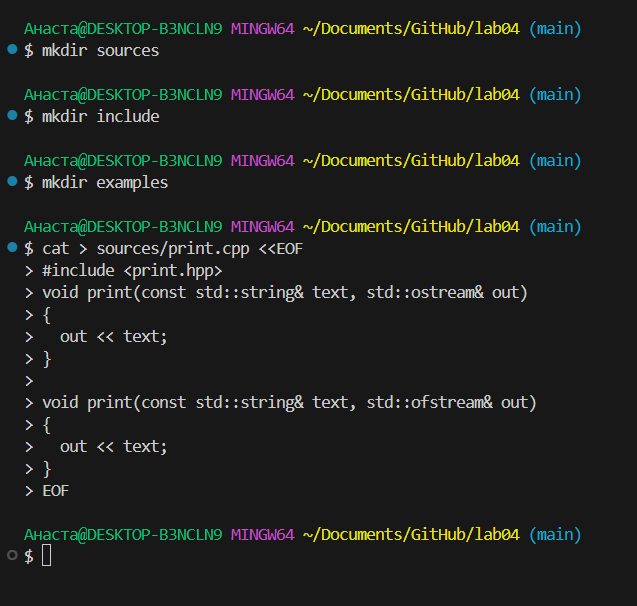 Анаста@DESKTOP-B3NCLN9 MINGW64 ~/Documents/GitHub/lab04 (main)
$ mkdir sources
Анаста@DESKTOP-B3NCLN9 MINGW64 ~/Documents/GitHub/lab04 (main)
$ mkdir include
Анаста@DESKTOP-B3NCLN9 MINGW64 ~/Documents/GitHub/lab04 (main)
$ mkdir examples
Анаста@DESKTOP-B3NCLN9 MINGW64 ~/Documents/GitHub/lab04 (main)
$ cat > sources/print.cpp <<EOF
> #include <print.hpp>
> void print(const std::string& text, std::ostream& out)
> {
>   out << text;
> }
>
> void print(const std::string& text, std::ofstream& out)
> {
>   out << text;
> }
> EOF
Анаста@DESKTOP-B3NCLN9 MINGW64 ~/Documents/GitHub/lab04 (main)
$